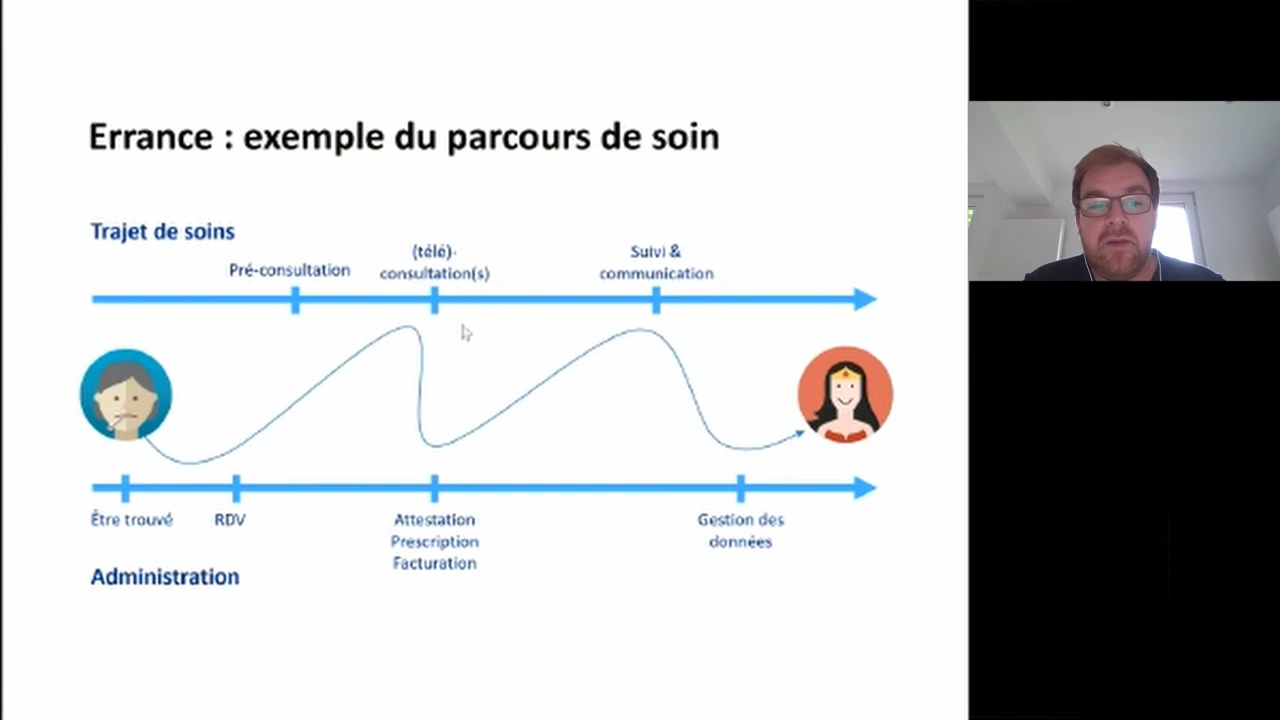 Errance : exemple du parcours de soin
Trajet de soins
Pré-consultation
(télé)-
consultation(s)
Suivi &
communication
Être trouvé
RDV
Attestation
Prescription
Facturation
Gestion des
données
Administration